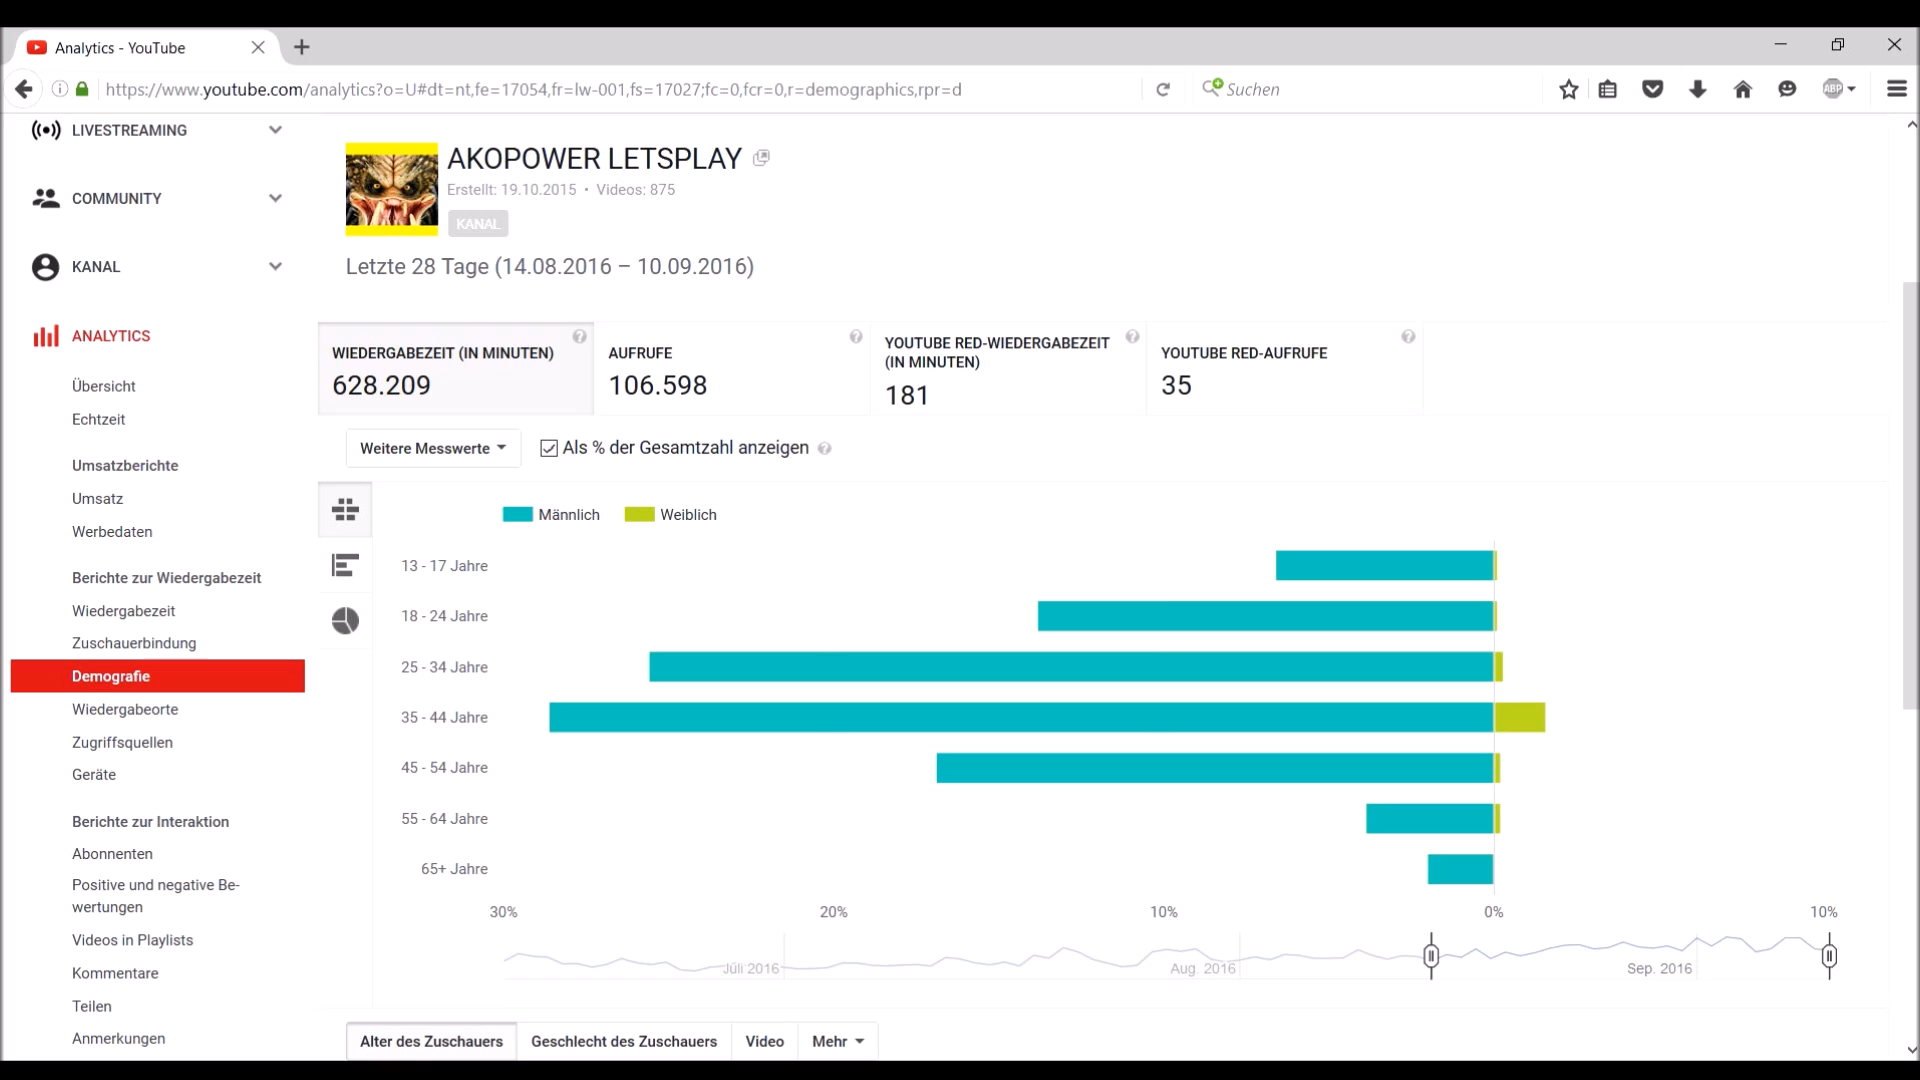 Analytics - YouTube
https://www.youtube.com/analytics?o=U#dt=nt,fe=17054,fr=lw-001,fs=17027;fc=0,fcr=0,r=demographics,rpr=d
Suchen
ABP
LIVESTREAMING
COMMUNITY
KANAL
ANALYTICS
Übersicht
Echtzeit
Umsatzberichte
Umsatz
Werbedaten
Berichte zur Wiedergabezeit
Wiedergabezeit
Zuschauerbindung
Demografie
Wiedergabeorte
Zugriffsquellen
Geräte
Berichte zur Interaktion
Abonnenten
Positive und negative Be-
wertungen
Videos in Playlists
Kommentare
Teilen
Anmerkungen
AKOPOWER LETSPLAY
Erstellt: 19.10.2015 • Videos: 875
KANAL
Letzte 28 Tage (14.08.2016 – 10.09.2016)
WIEDERGABEZEIT (IN MINUTEN)
628.209
AUFRUFE
106.598
YOUTUBE RED-WIEDERGABEZEIT
(IN MINUTEN)
181
YOUTUBE RED-AUFRUFE
35
Weitere Messwerte
Als % der Gesamtzahl anzeigen
Männlich
Weiblich
13 - 17 Jahre
18 - 24 Jahre
25 - 34 Jahre
35 - 44 Jahre
45 - 54 Jahre
55 - 64 Jahre
65+ Jahre
30% 20% 10% 0% 10%
Juli 2016 Aug. 2016 Sep. 2016
Alter des Zuschauers Geschlecht des Zuschauers Video Mehr